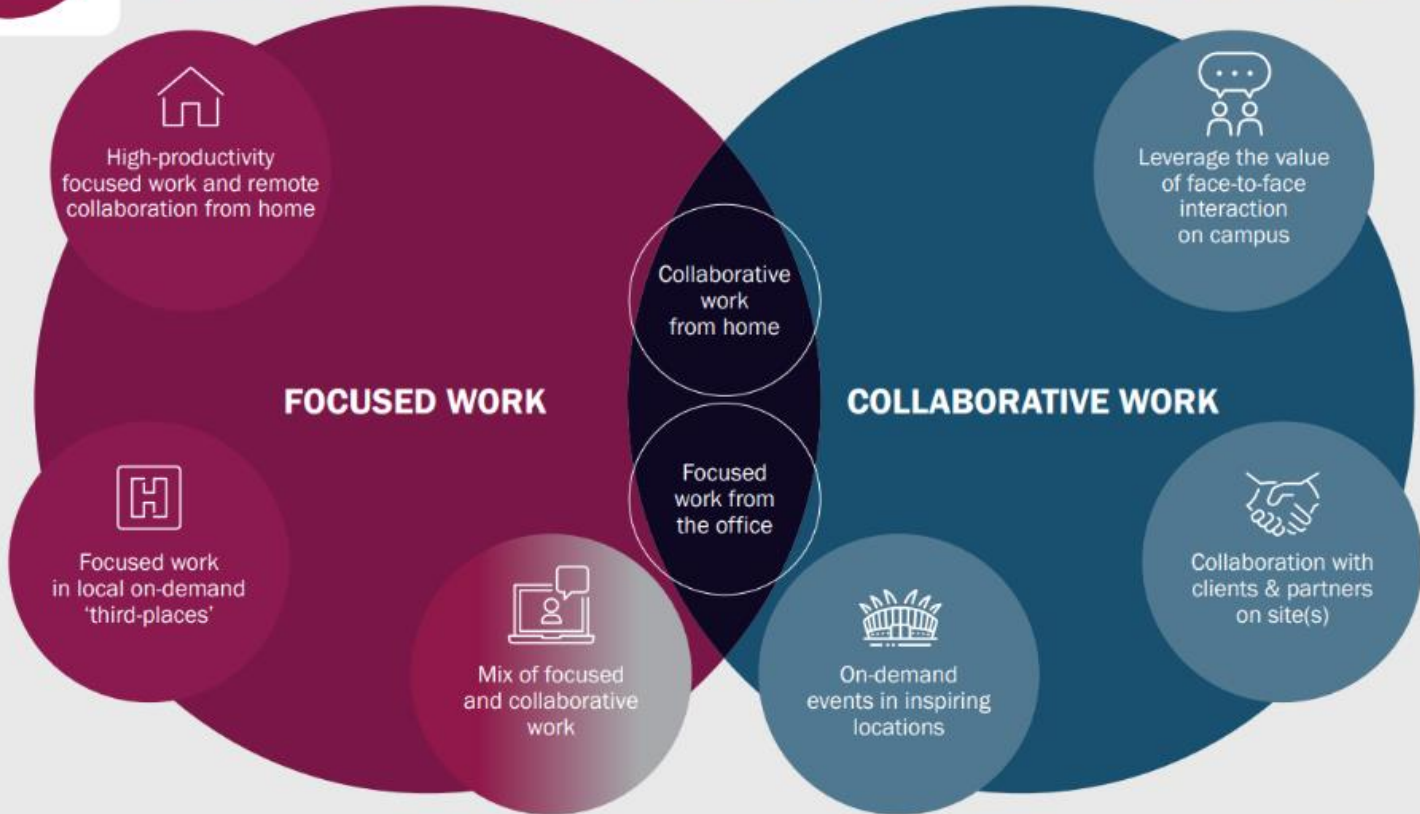 High-productivity
focused work and remote
collaboration from home
Leverage the value
of face-to-face
interaction
on campus
Collaborative
work
from home
FOCUSED WORK
COLLABORATIVE WORK
Focused
work from
the office
Focused work
in local on-demand
‘third-places’
Collaboration with
clients & partners
on site(s)
Mix of focused
and collaborative
work
On-demand
events in inspiring
locations